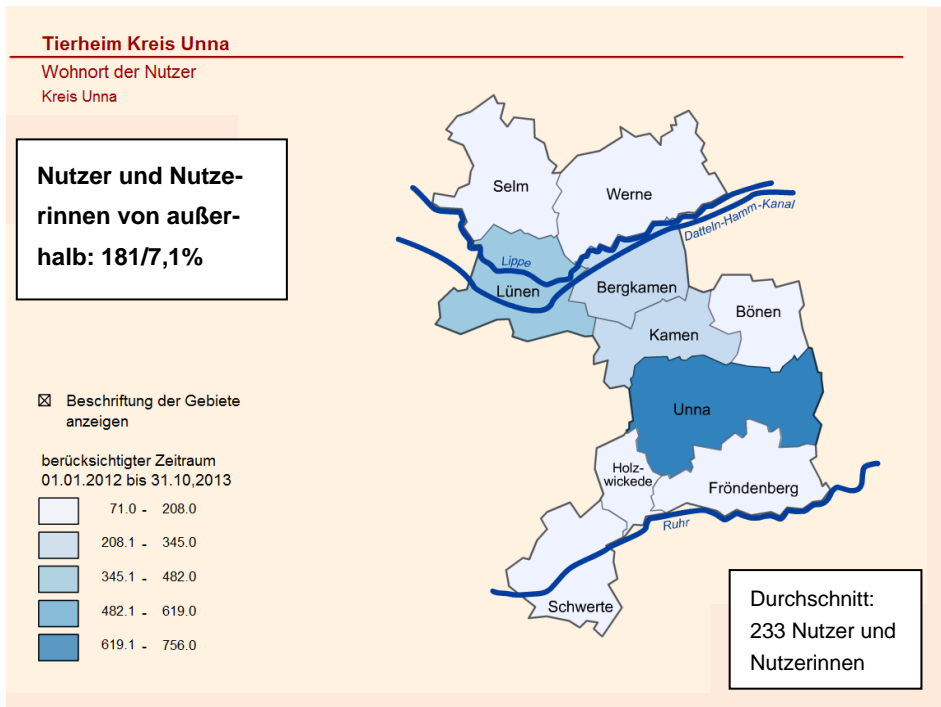 Tierheim Kreis Unna
Wohnort der Nutzer
Kreis Unna
Nutzer und Nutze-
rinnen von außer-
halb: 181/7,1%
Selm
Werne
Datteln-Hamm-Kanal
Lippe
Lünen
Bergkamen
Bönen
Kamen
Unna
Holz-
wickede
Fröndenberg
Ruhr
Schwerte
Beschriftung der Gebiete
anzeigen
berücksichtigter Zeitraum
01.01.2012 bis 31.10,2013
71.0 - 208.0
208.1 - 345.0
345.1 - 482.0
482.1 - 619.0
619.1 - 756.0
Durchschnitt:
233 Nutzer und
Nutzerinnen